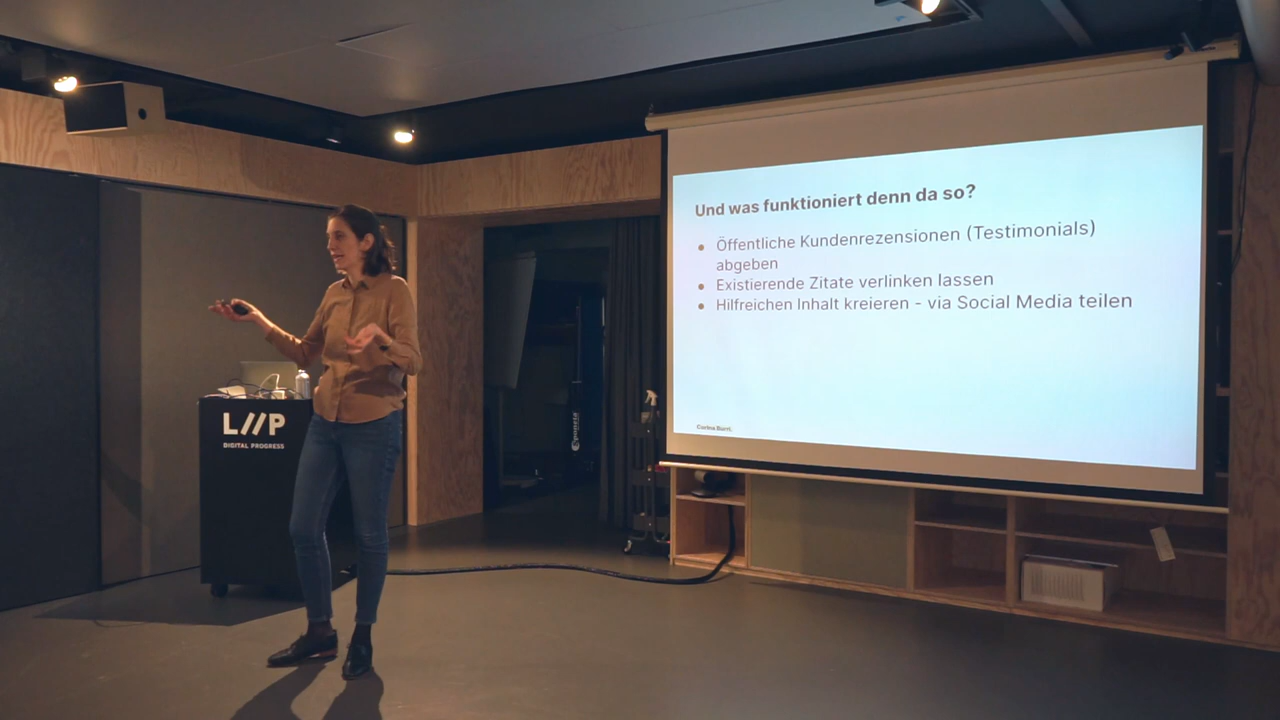 Und was funktioniert denn da so?
● Öffentliche Kundenrezensionen (Testimonials)
abgeben
● Existierende Zitate verlinken lassen
● Hilfreichen Inhalt kreieren - via Social Media teilen
Corina Burri.
LIIP
DIGITAL PROGRESS